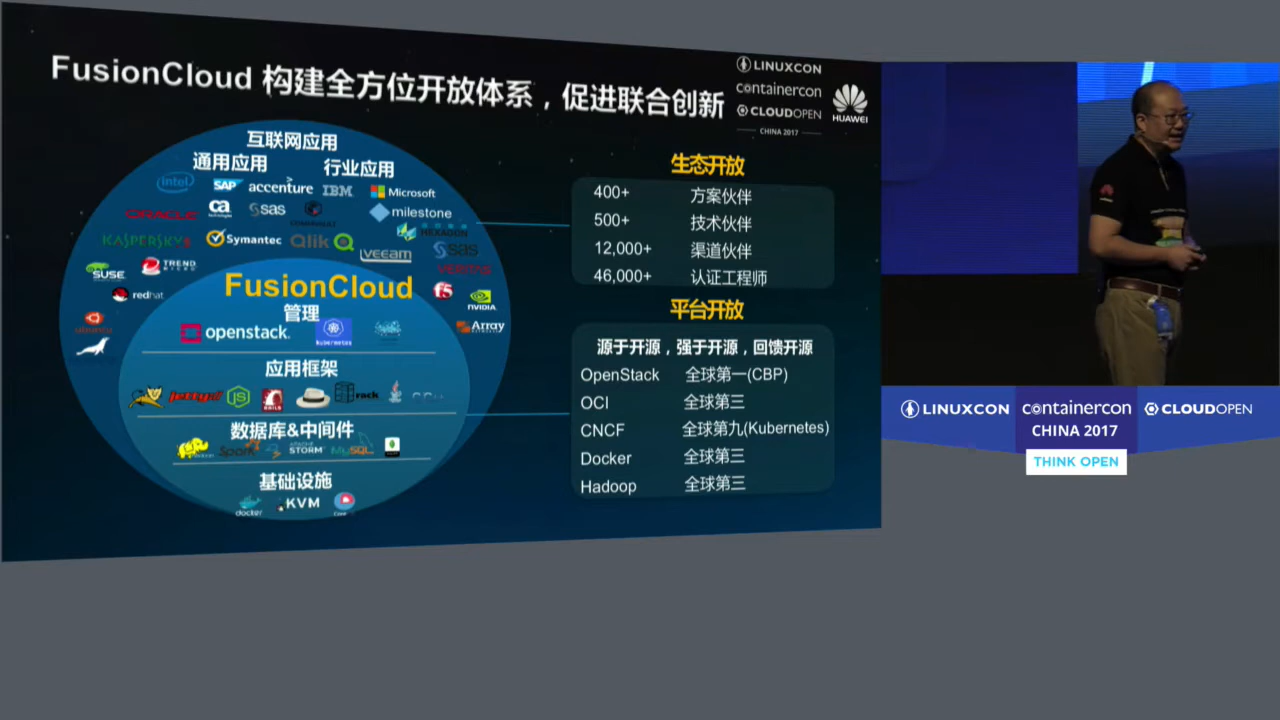 FusionCloud 构建全方位开放体系，促进联合创新
LINUXCON
containercon
CLOUDOPEN
CHINA 2017
HUAWEI
互联网应用
通用应用 行业应用
intel SAP accenture IBM Microsoft
ORACLE ca technologies sas milestone
HEXAGON
KASPERSKY Symantec Qlik veeam sas
SUSE TREND MICRO VERITAS
redhat f5 NVIDIA
ubuntu Array
FusionCloud
管理
openstack. kubernetes
应用框架
jetty:// RAILS rack
数据库&中间件
Spark APACHE STORM MySQL
基础设施
docker KVM
生态开放
400+ 方案伙伴
500+ 技术伙伴
12,000+ 渠道伙伴
46,000+ 认证工程师
平台开放
源于开源，强于开源，回馈开源
OpenStack 全球第一(CBP)
OCI 全球第三
CNCF 全球第九(Kubernetes)
Docker 全球第三
Hadoop 全球第三
LINUXCON containercon CLOUDOPEN
CHINA 2017
THINK OPEN